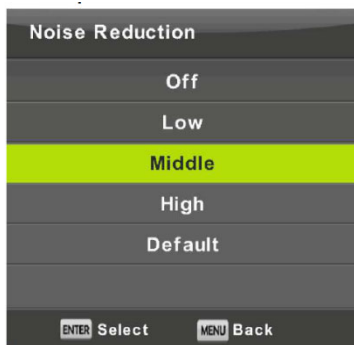 Noise Reduction
Off
Low
Middle
High
Default
ENTER Select MENU Back